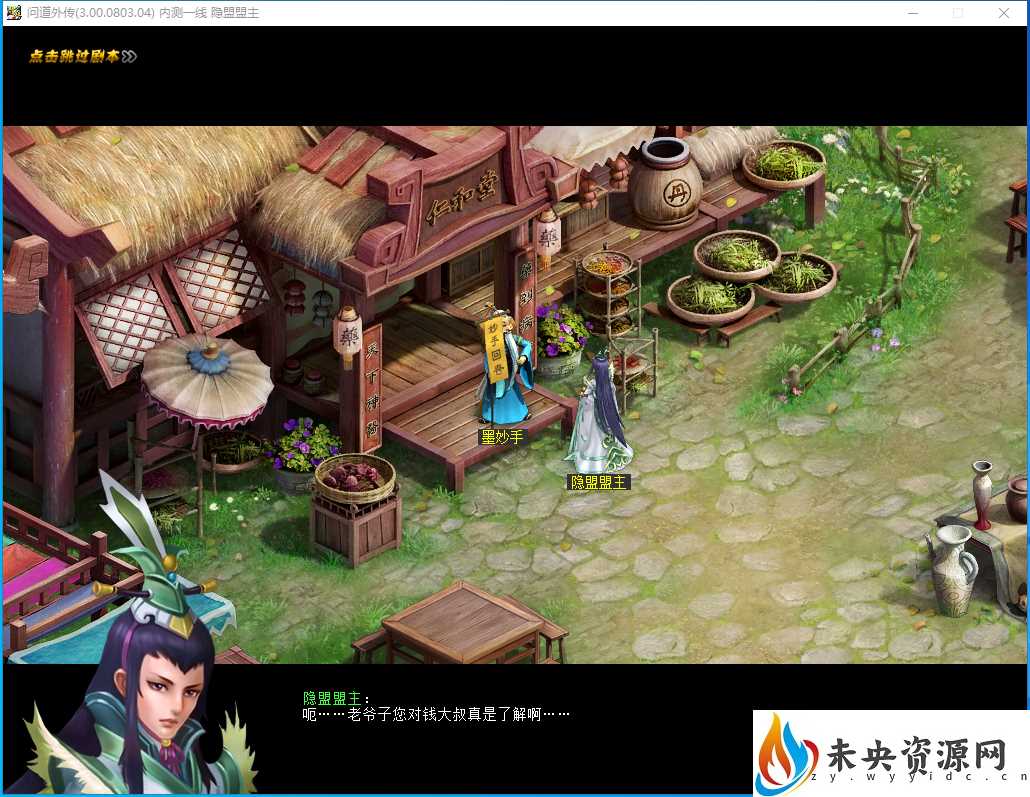 问道外传(3.00.0803.04) 内测一线 隐盟盟主
点击跳过剧本
仁和堂
丹
藥
藥
天下神醫
妙手回春
墨妙手
隐盟盟主
隐盟盟主：
呃……老爷子您对钱大叔真是了解啊……
未央资源网
zy.wyyidc.cn